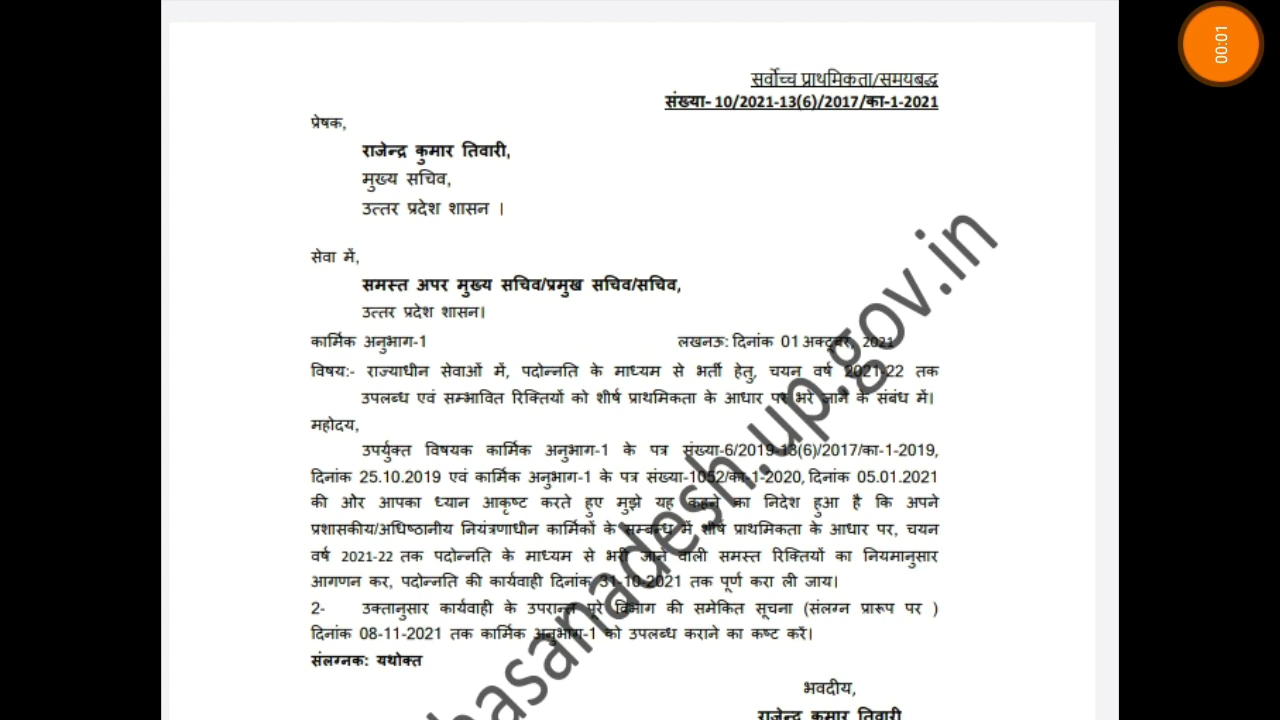 00:01
सर्वोच्च प्राथमिकता/समयबद्ध
संख्या- 10/2021-13(6)/2017/का-1-2021
प्रेषक,
राजेन्द्र कुमार तिवारी,
मुख्य सचिव,
उत्तर प्रदेश शासन ।
सेवा में,
समस्त अपर मुख्य सचिव/प्रमुख सचिव/सचिव,
उत्तर प्रदेश शासन।
कार्मिक अनुभाग-1 लखनऊ: दिनांक 01 अक्टूबर, 2021
विषय:- राज्याधीन सेवाओं में, पदोन्नति के माध्यम से भर्ती हेतु, चयन वर्ष 2021-22 तक
उपलब्ध एवं सम्भावित रिक्तियों को शीर्ष प्राथमिकता के आधार पर भरे जाने के संबंध में।
महोदय,
उपर्युक्त विषयक कार्मिक अनुभाग-1 के पत्र संख्या-6/2019-13(6)/2017/का-1-2019,
दिनांक 25.10.2019 एवं कार्मिक अनुभाग-1 के पत्र संख्या-1052/का-1-2020, दिनांक 05.01.2021
की ओर आपका ध्यान आकृष्ट करते हुए मुझे यह कहने का निदेश हुआ है कि अपने
प्रशासकीय/अधिष्ठानीय नियंत्रणाधीन कार्मिकों के सम्बन्ध में शीर्ष प्राथमिकता के आधार पर, चयन
वर्ष 2021-22 तक पदोन्नति के माध्यम से भरी जाने वाली समस्त रिक्तियों का नियमानुसार
आगणन कर, पदोन्नति की कार्यवाही दिनांक 31-10-2021 तक पूर्ण करा ली जाय।
2- उक्तानुसार कार्यवाही के उपरान्त पूरे विभाग की समेकित सूचना (संलग्न प्रारूप पर )
दिनांक 08-11-2021 तक कार्मिक अनुभाग-1 को उपलब्ध कराने का कष्ट करें।
संलग्नक: यथोक्त
भवदीय,
राजेन्द्र कुमार तिवारी
hasanadesh.up.gov.in